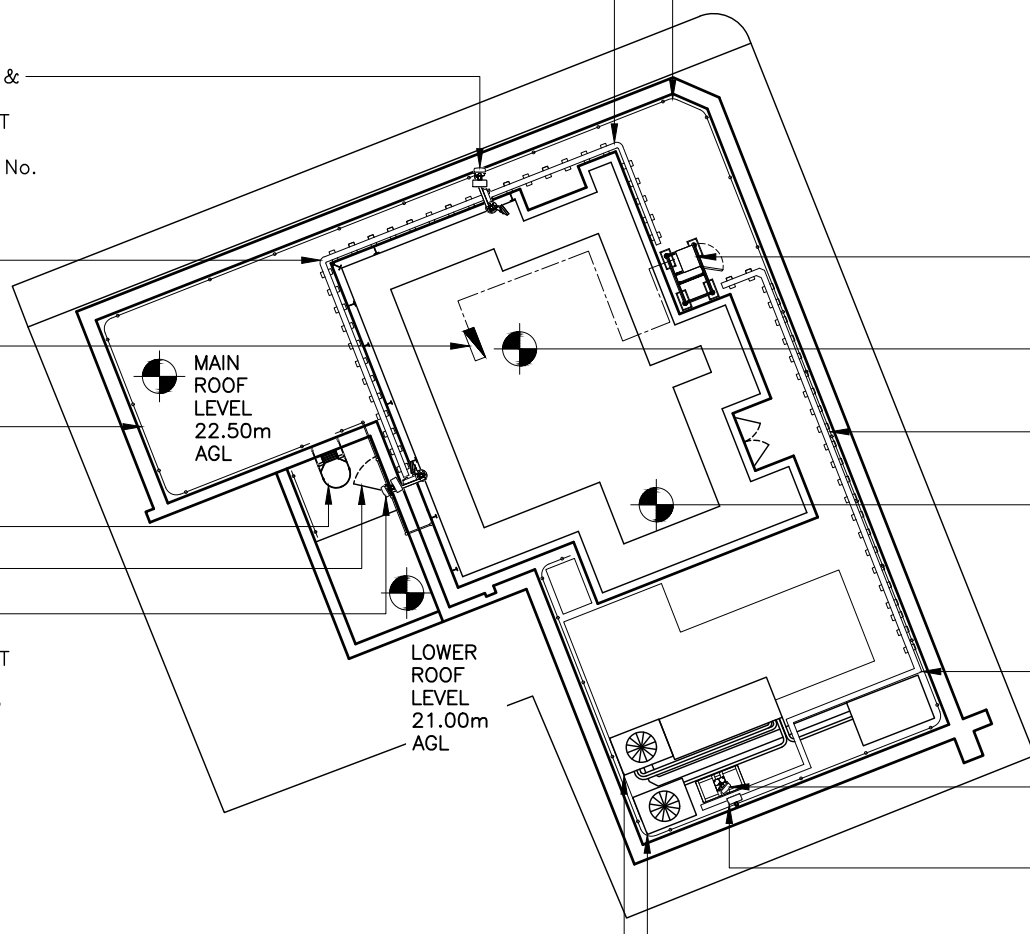 &
T
No.
MAIN
ROOF
LEVEL
22.50m
AGL
T
LOWER
ROOF
LEVEL
21.00m
AGL